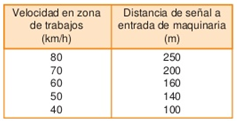 Velocidad en zona Distancia de señal a
de trabajos entrada de maquinaria
(km/h) (m)
80 250
70 200
60 160
50 140
40 100